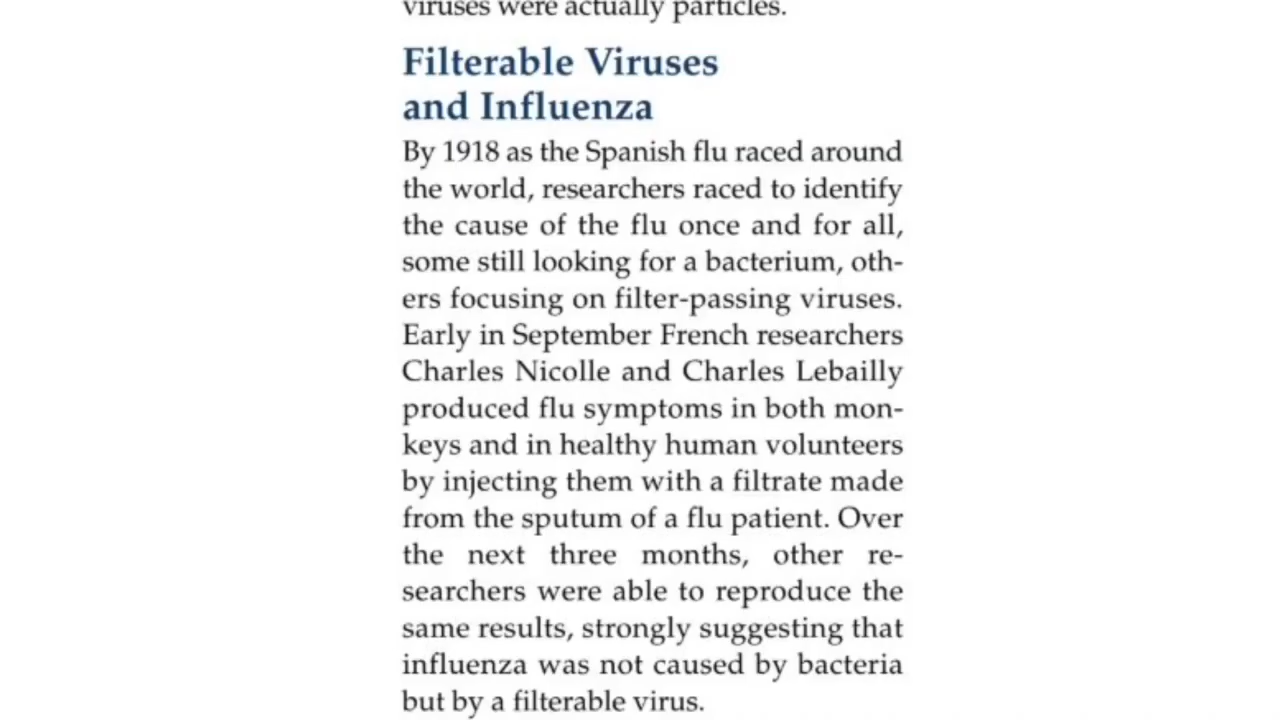 viruses were actually particles.
Filterable Viruses
and Influenza
By 1918 as the Spanish flu raced around
the world, researchers raced to identify
the cause of the flu once and for all,
some still looking for a bacterium, oth-
ers focusing on filter-passing viruses.
Early in September French researchers
Charles Nicolle and Charles Lebailly
produced flu symptoms in both mon-
keys and in healthy human volunteers
by injecting them with a filtrate made
from the sputum of a flu patient. Over
the next three months, other re-
searchers were able to reproduce the
same results, strongly suggesting that
influenza was not caused by bacteria
but by a filterable virus.